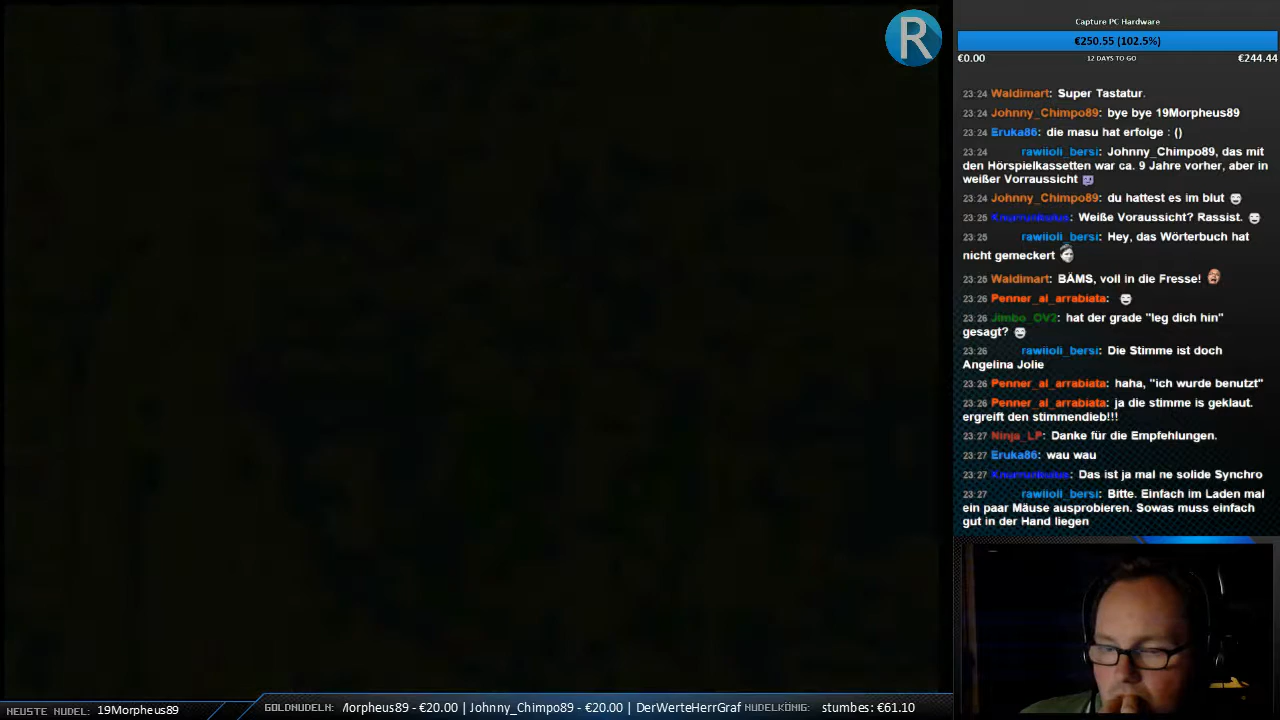 R
Capture PC Hardware
€250.55 (102.5%)
€0.00 12 DAYS TO GO €244.44
23:24 Waldimart: Super Tastatur.
23:24 Johnny_Chimpo89: bye bye 19Morpheus89
23:24 Eruka86: die masu hat erfolge : ()
23:24 rawiioli_bersi: Johnny_Chimpo89, das mit
den Hörspielkassetten war ca. 9 Jahre vorher, aber in
weißer Vorraussicht
23:24 Johnny_Chimpo89: du hattest es im blut
23:25 : Weiße Voraussicht? Rassist.
23:25 rawiioli_bersi: Hey, das Wörterbuch hat
nicht gemeckert
23:25 Waldimart: BÄMS, voll in die Fresse!
23:26 Penner_al_arrabiata:
23:26 Jimbo_OV2: hat der grade "leg dich hin"
gesagt?
23:26 rawiioli_bersi: Die Stimme ist doch
Angelina Jolie
23:26 Penner_al_arrabiata: haha, "ich wurde benutzt"
23:26 Penner_al_arrabiata: ja die stimme is geklaut.
ergreift den stimmendieb!!!
23:27 Ninja_LP: Danke für die Empfehlungen.
23:27 Eruka86: wau wau
23:27 : Das ist ja mal ne solide Synchro
23:27 rawiioli_bersi: Bitte. Einfach im Laden mal
ein paar Mäuse ausprobieren. Sowas muss einfach
gut in der Hand liegen
NEUSTE NUDEL: 19Morpheus89 GOLDNUDELN: Morpheus89 - €20.00 | Johnny_Chimpo89 - €20.00 | DerWerteHerrGraf NUDELKÖNIG: stumbes: €61.10